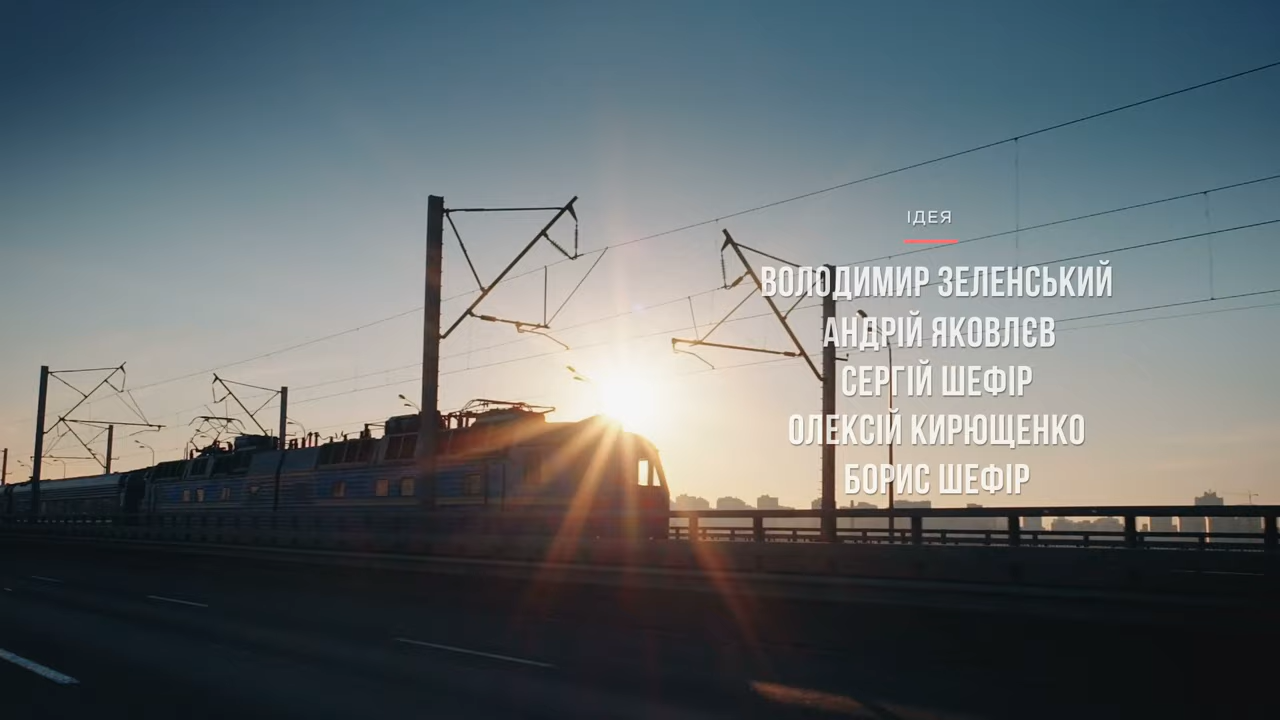 ІДЕЯ
ВОЛОДИМИР ЗЕЛЕНСЬКИЙ
АНДРІЙ ЯКОВЛЄВ
СЕРГІЙ ШЕФІР
ОЛЕКСІЙ КИРЮЩЕНКО
БОРИС ШЕФІР